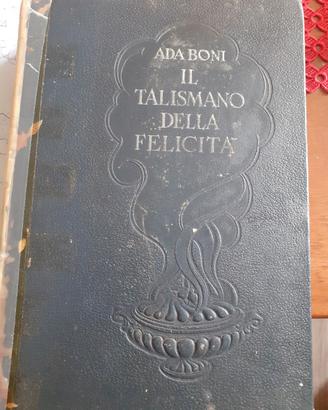 ADA BONI
IL
TALISMANO
DELLA
FELICITÀ